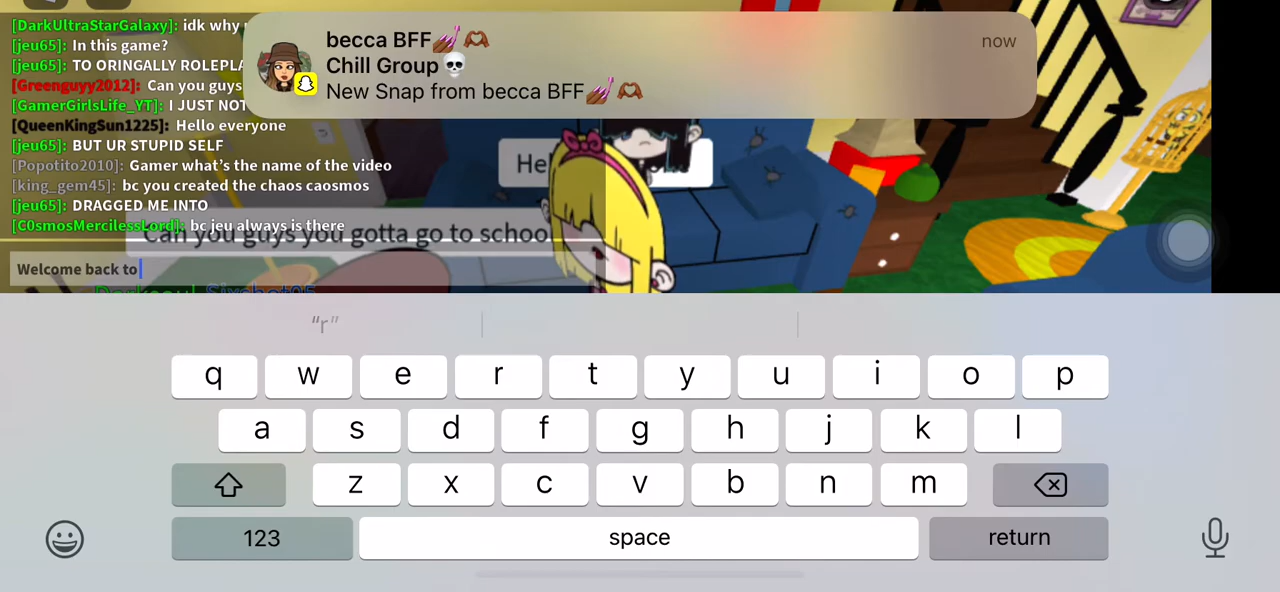 [DarkUltraStarGalaxy]: idk why
[jeu65]: In this game?
[jeu65]: TO ORINGALLY ROLEPLA
[Greenguyy2012]: Can you guys
[GamerGirlsLife_YT]: I JUST NOT
[QueenKingSun1225]: Hello everyone
[jeu65]: BUT UR STUPID SELF
[Popotito2010]: Gamer what's the name of the video
[king_gem45]: bc you created the chaos caosmos
[jeu65]: DRAGGED ME INTO
[C0smosMercilessLord]: bc jeu always is there
becca BFF💅🫶🏾
now
Chill Group💀
New Snap from becca BFF💅🫶🏾
He
Can you guys you gotta go to schoo
Welcome back to
“r”
q w e r t y u i o p
a s d f g h j k l
z x c v b n m
123 space return